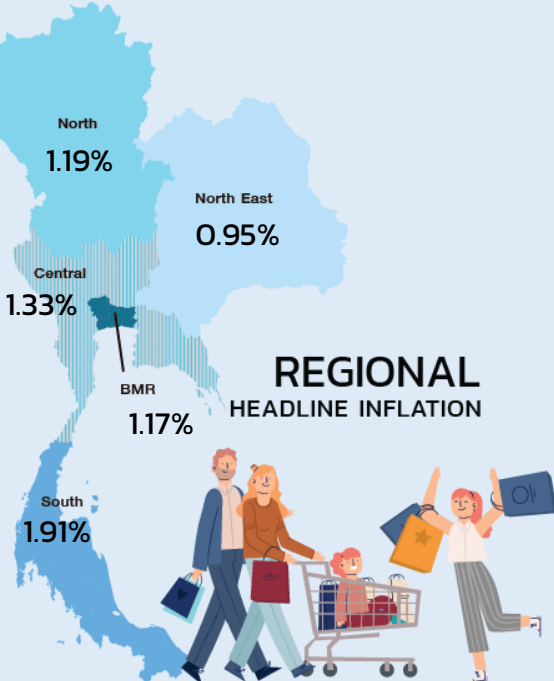 North
1.19%
North East
0.95%
Central
1.33%
BMR
1.17%
REGIONAL
HEADLINE INFLATION
South
1.91%